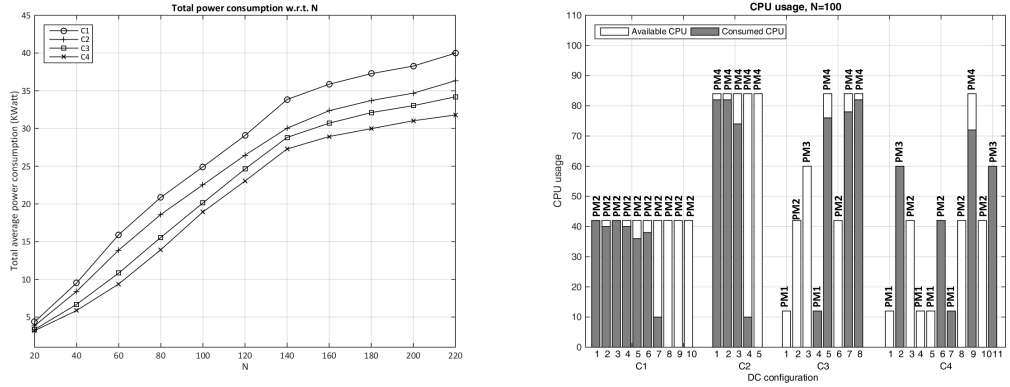 Total power consumption w.r.t. N
C1
C2
C3
C4
45
40
35
30
25
20
15
10
5
Total average power consumption (KWatt)
20 40 60 80 100 120 140 160 180 200 220
N
CPU usage, N=100
Available CPU Consumed CPU
110
100
90
80
70
60
50
40
30
20
10
0
CPU usage
PM2 PM2 PM2 PM2 PM2 PM2 PM2 PM2 PM2 PM2
PM4 PM4 PM4 PM4 PM4
PM1 PM2 PM3 PM1 PM4 PM2 PM4 PM4
PM1 PM3 PM2 PM1 PM1 PM2 PM1 PM2 PM4 PM2 PM3
1 2 3 4 5 6 7 8 9 10 1 2 3 4 5 1 2 3 4 5 6 7 8 1 2 3 4 5 6 7 8 9 10 11
C1 C2 C3 C4
DC configuration